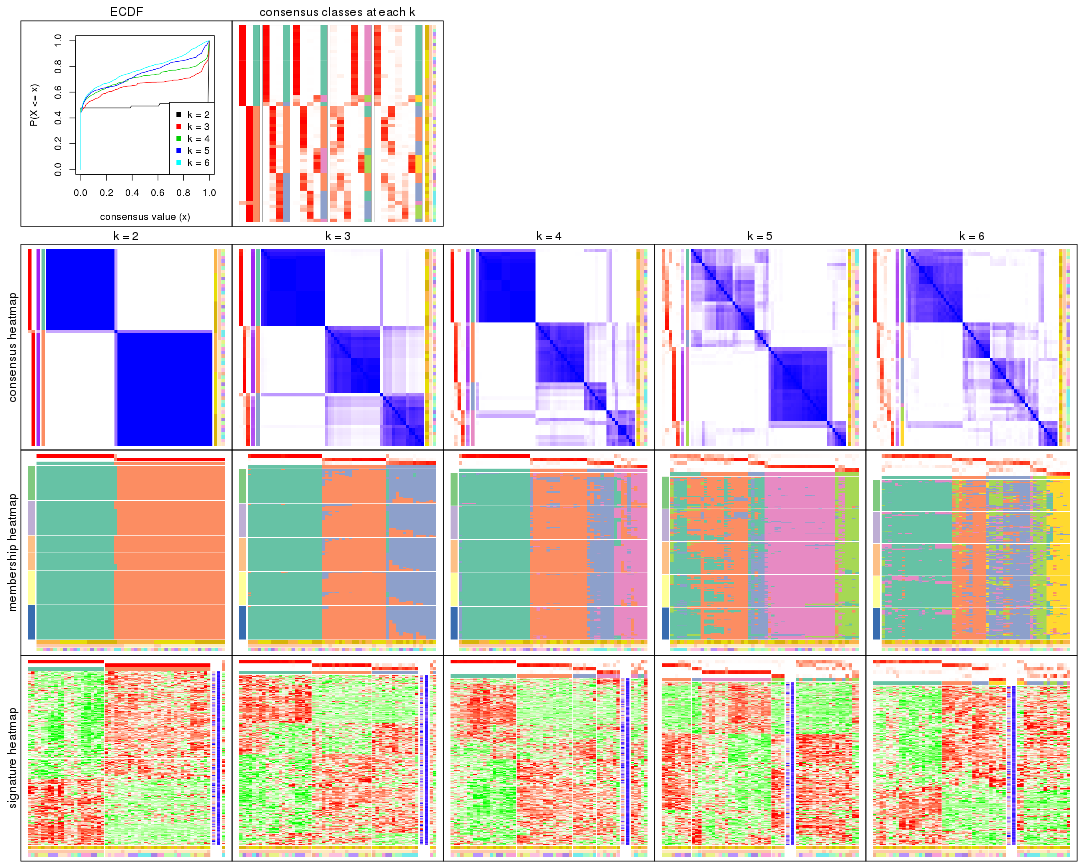 ECDF
consensus classes at each k
P(X <= x)
1.0
0.8
0.6
0.4
0.2
0.0
k = 2
k = 3
k = 4
k = 5
k = 6
0.0 0.2 0.4 0.6 0.8 1.0
consensus value (x)
k = 2 k = 3 k = 4 k = 5 k = 6
consensus heatmap
membership heatmap
signature heatmap